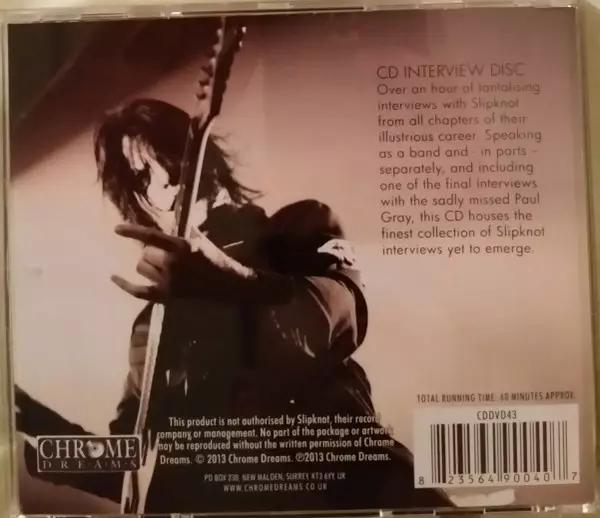 CD INTERVIEW DISC
Over an hour of tantalising
interviews with Slipknot
from all chapters of their
illustrious career. Speaking
as a band and - in parts -
separately, and including
one of the final interviews
with the sadly missed Paul
Gray, this CD houses the
finest collection of Slipknot
interviews yet to emerge.
TOTAL RUNNING TIME: 60 MINUTES APPROX.
CDDVD43
8 23564 90040 7
This product is not authorised by Slipknot, their record
company or management. No part of the package or artwork
may be reproduced without the written permission of Chrome
Dreams. © 2013 Chrome Dreams. ℗2013 Chrome Dreams.
PO BOX 230, NEW MALDEN, SURREY, KT3 6YY, UK
WWW.CHROMEDREAMS.CO.UK
CHROME
DREAMS